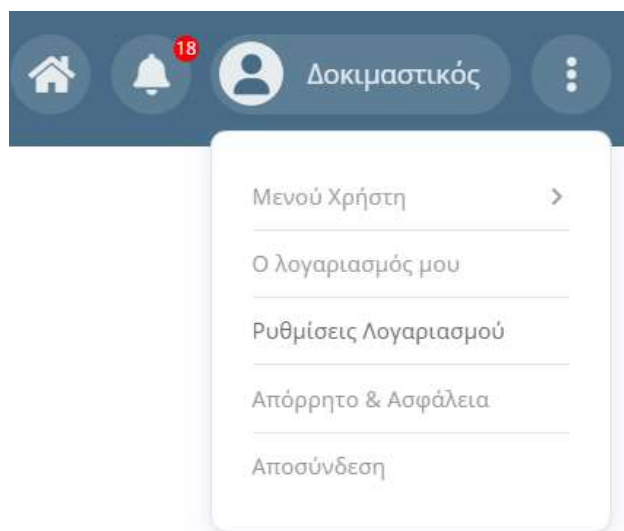 18
Δοκιμαστικός
Μενού Χρήστη
Ο λογαριασμός μου
Ρυθμίσεις Λογαριασμού
Απόρρητο & Ασφάλεια
Αποσύνδεση